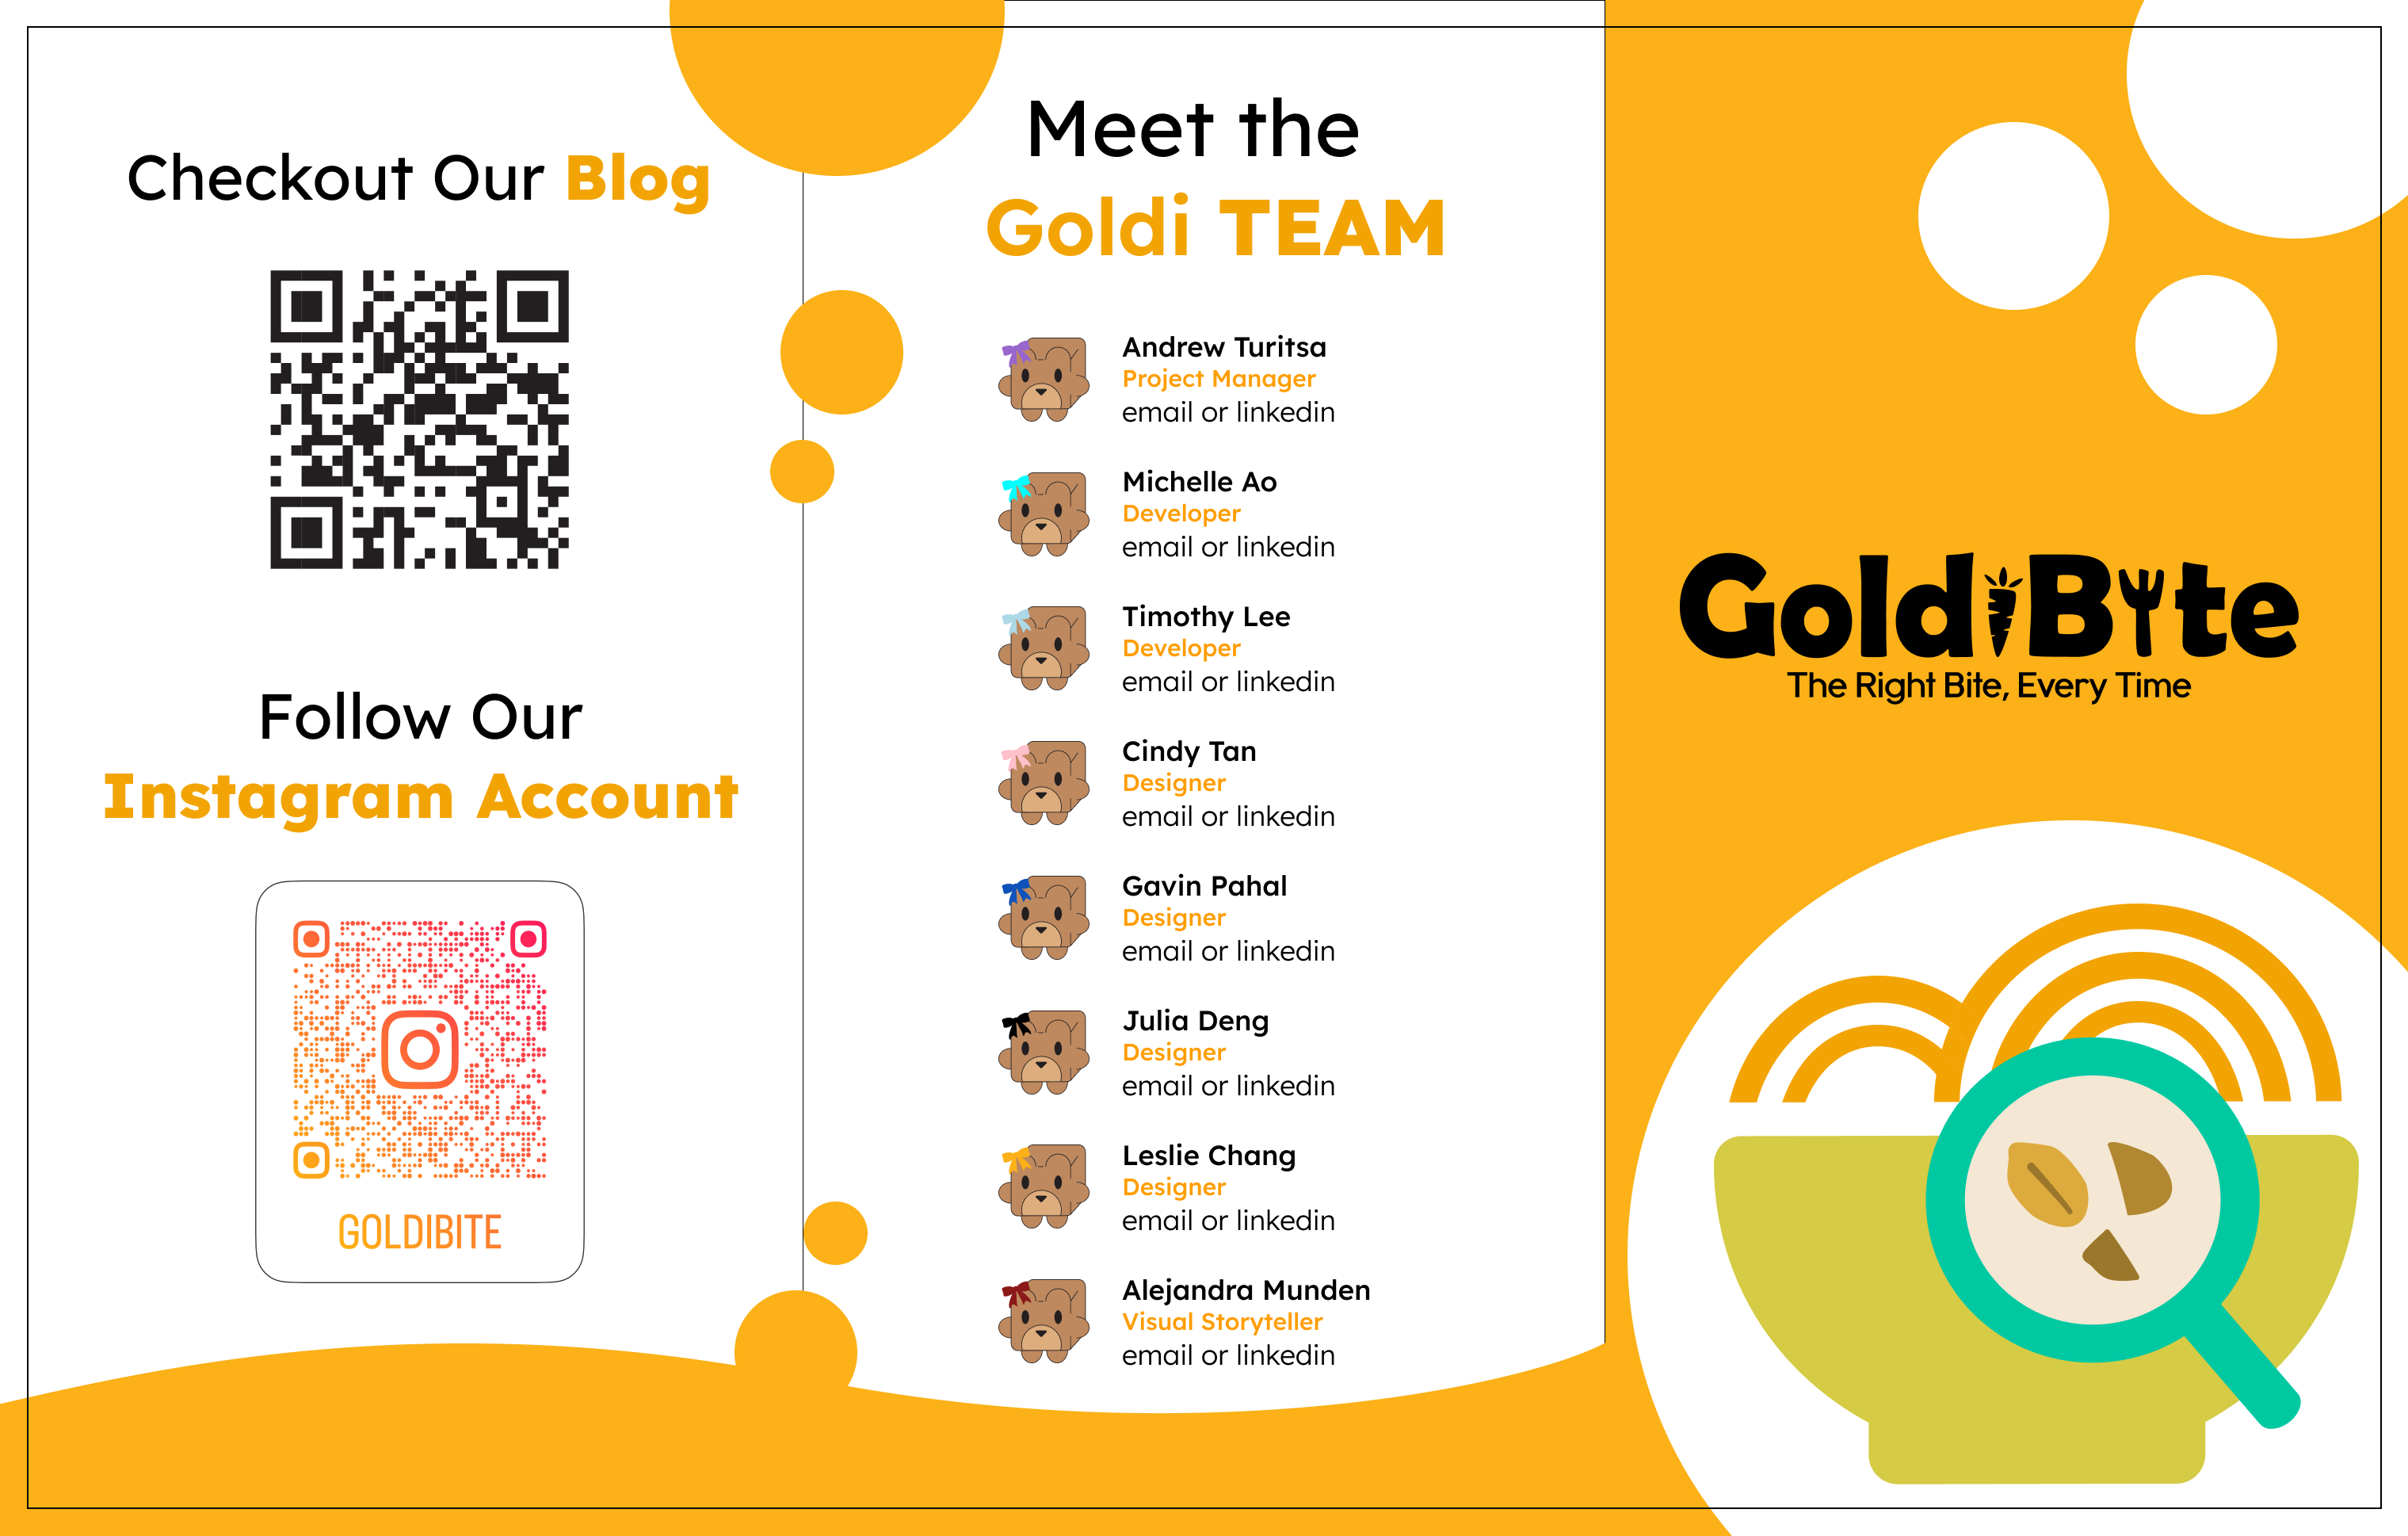 Checkout Our Blog
Follow Our
Instagram Account
GOLDIBITE
Meet the
Goldi TEAM
Andrew Turitsa
Project Manager
email or linkedin
Michelle Ao
Developer
email or linkedin
Timothy Lee
Developer
email or linkedin
Cindy Tan
Designer
email or linkedin
Gavin Pahal
Designer
email or linkedin
Julia Deng
Designer
email or linkedin
Leslie Chang
Designer
email or linkedin
Alejandra Munden
Visual Storyteller
email or linkedin
GoldiBite
The Right Bite, Every Time